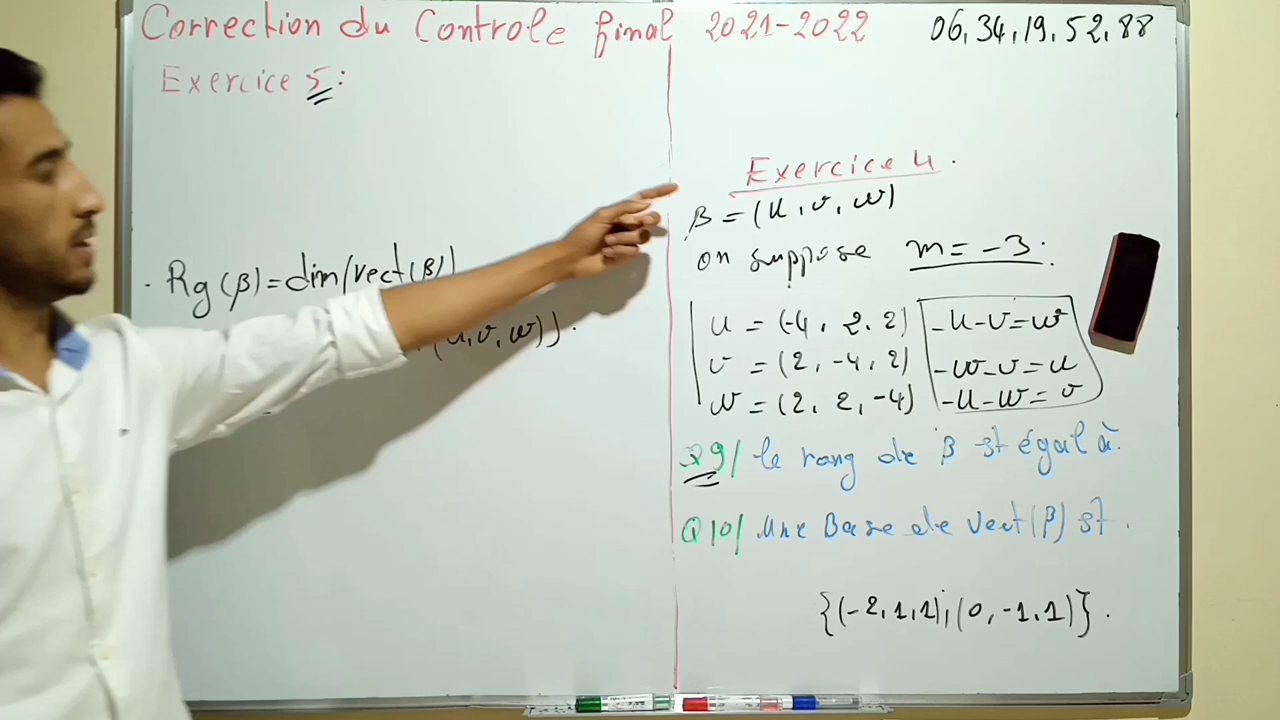 Correction du Controle final 2021-2022 06,34,19,52,88
Exercice 5:
. Rg(β)=dim(vect(β))
(u,v,w)).
Exercice 4.
β = (u, v, w)
on suppose m = -3:
u = (-4, 2, 2) -u-v=w
v = (2, -4, 2) -w-v=u
w = (2, 2, -4) -u-w=v
Q9/ le rang de β st égal à.
Q10/ Une Base de Vect(β) st.
{(-2,1,1);(0,-1,1)}.